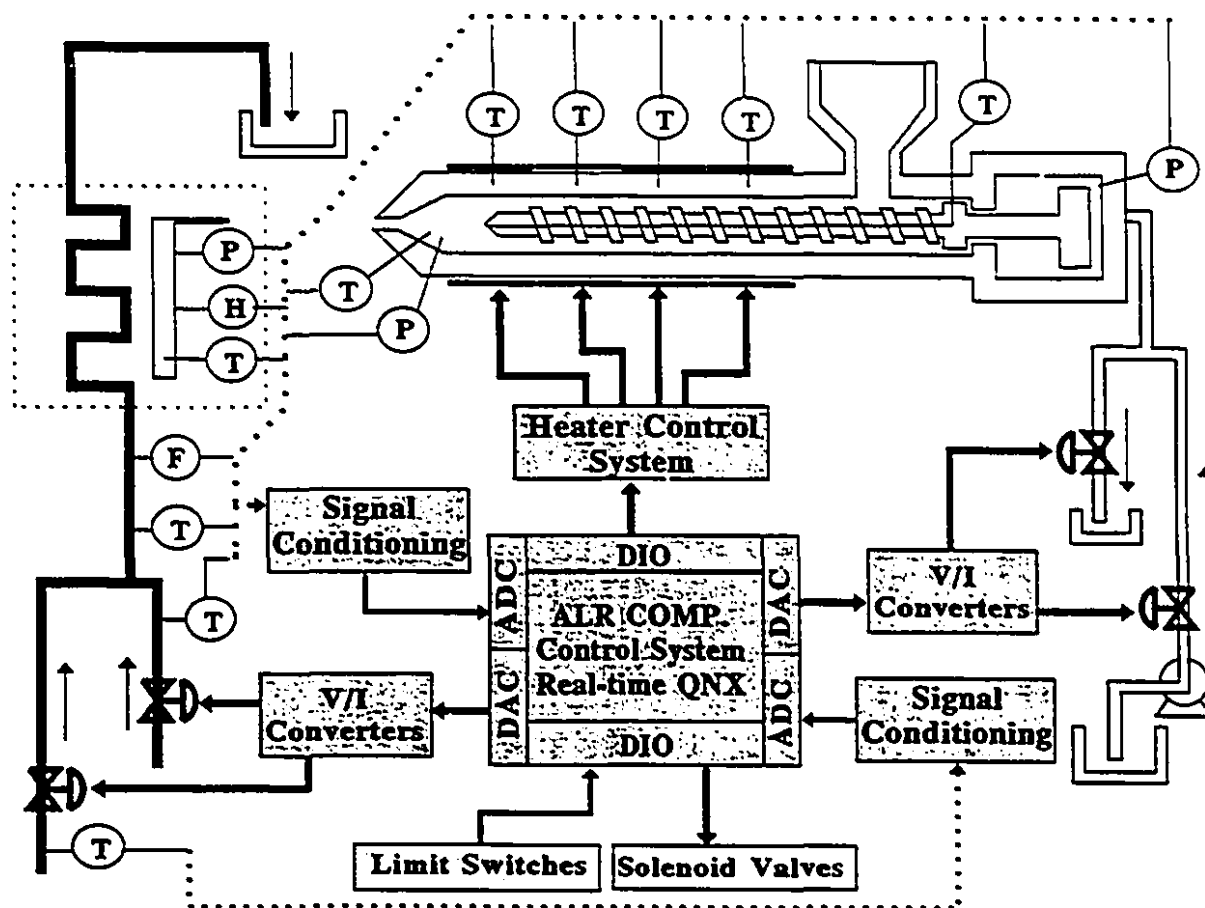 T
T
T
T
T
P
P
H
T
T
P
F
T
T
Heater Control
System
Signal
Conditioning
DIO
ADC
DAC
ALR COMP.
Control System
Real-time QNX
V/I
Converters
DAC
ADC
V/I
Converters
DIO
Signal
Conditioning
T
Limit Switches
Solenoid Valves